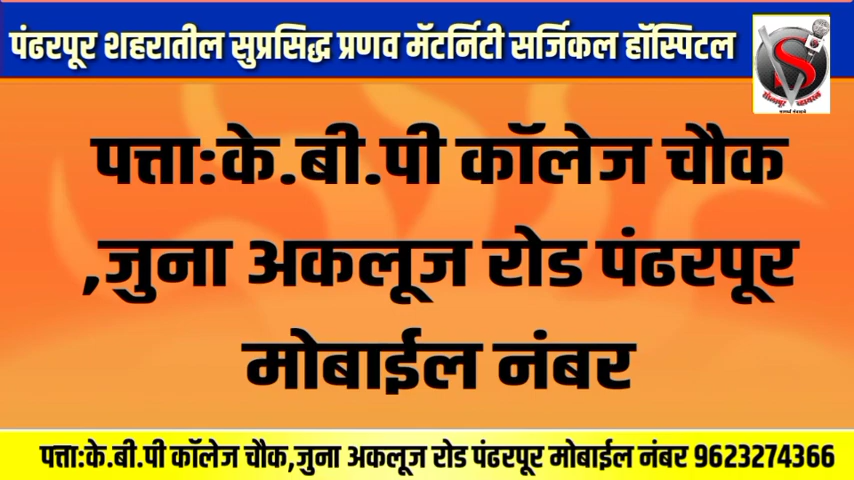 पंढरपूर शहरातील सुप्रसिद्ध प्रणव मॅटर्निटी सर्जिकल हॉस्पिटल
पत्ता:के.बी.पी कॉलेज चौक
,जुना अकलूज रोड पंढरपूर
मोबाईल नंबर
पत्ता:के.बी.पी कॉलेज चौक,जुना अकलूज रोड पंढरपूर मोबाईल नंबर 9623274366